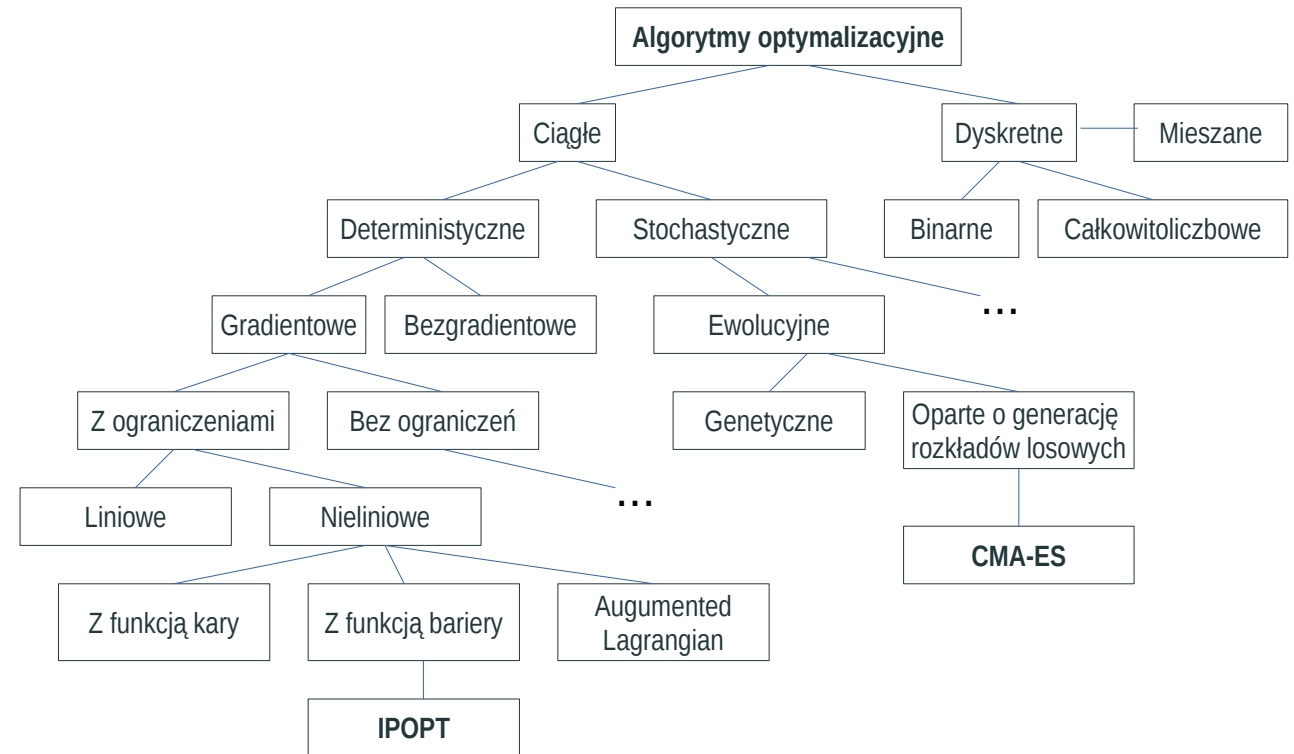 Algorytmy optymalizacyjne
Ciągłe
Dyskretne
Mieszane
Deterministyczne
Stochastyczne
Binarne
Całkowitoliczbowe
Gradientowe
Bezgradientowe
Ewolucyjne
...
Z ograniczeniami
Bez ograniczeń
Genetyczne
Oparte o generację
rozkładów losowych
Liniowe
Nieliniowe
...
CMA-ES
Z funkcją kary
Z funkcją bariery
Augumented
Lagrangian
IPOPT